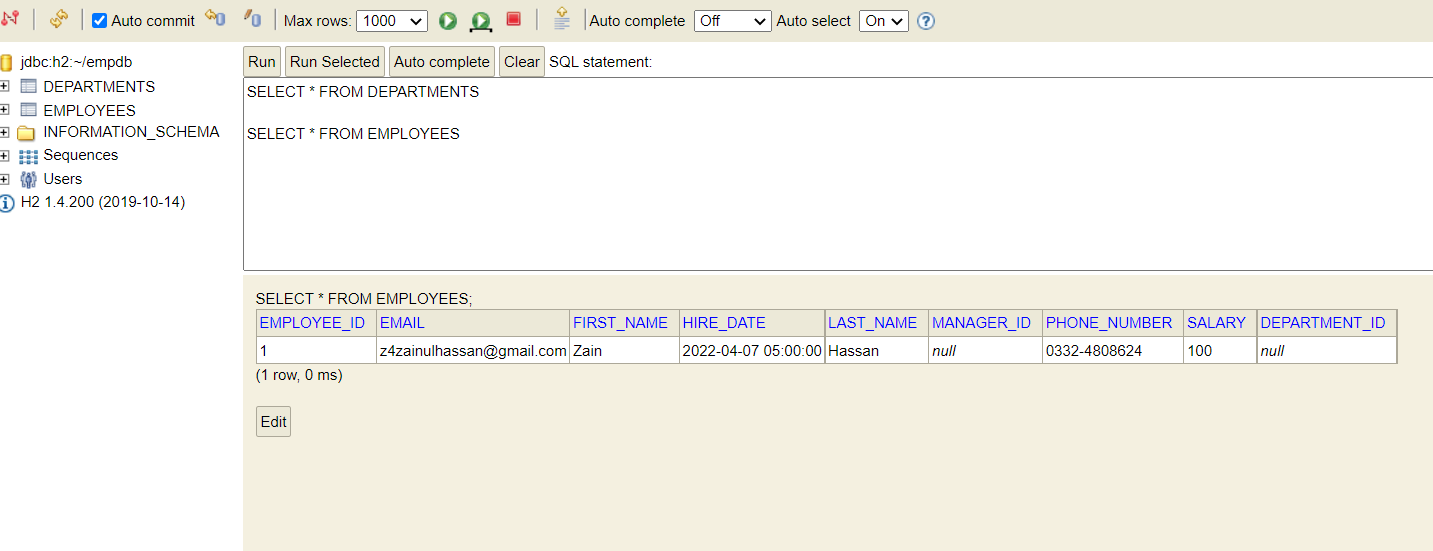 Auto commit Max rows: 1000 Auto complete Off Auto select On ?
jdbc:h2:~/empdb
DEPARTMENTS
EMPLOYEES
INFORMATION_SCHEMA
Sequences
Users
H2 1.4.200 (2019-10-14)
Run Run Selected Auto complete Clear SQL statement:
SELECT * FROM DEPARTMENTS
SELECT * FROM EMPLOYEES
SELECT * FROM EMPLOYEES;
EMPLOYEE_ID EMAIL FIRST_NAME HIRE_DATE LAST_NAME MANAGER_ID PHONE_NUMBER SALARY DEPARTMENT_ID
1 z4zainulhassan@gmail.com Zain 2022-04-07 05:00:00 Hassan null 0332-4808624 100 null
(1 row, 0 ms)
Edit